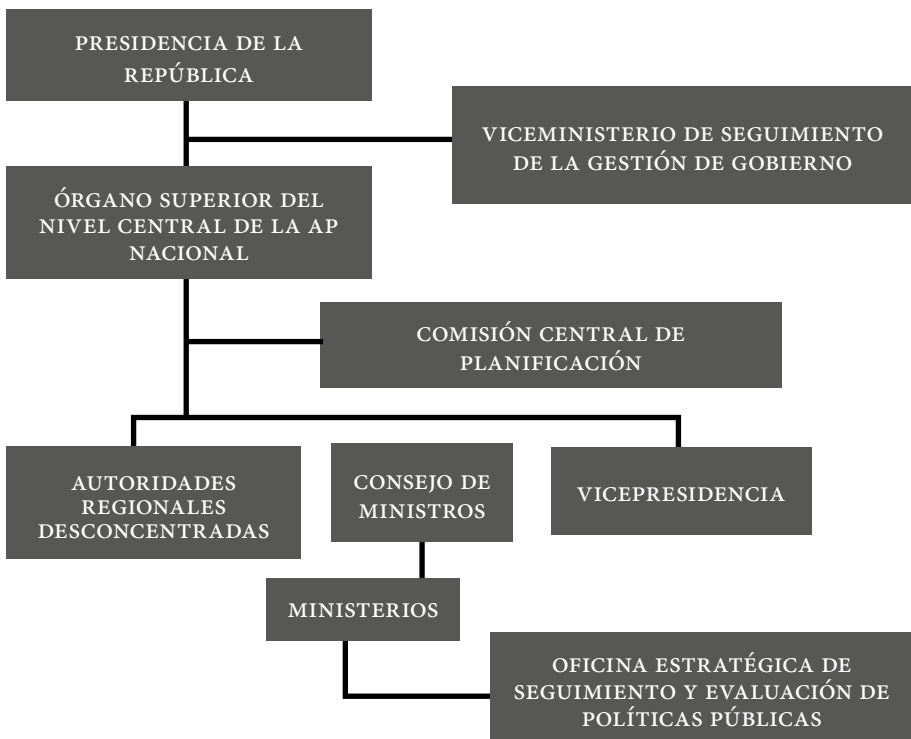 PRESIDENCIA DE LA
REPÚBLICA
VICEMINISTERIO DE SEGUIMIENTO
DE LA GESTIÓN DE GOBIERNO
ÓRGANO SUPERIOR DEL
NIVEL CENTRAL DE LA AP
NACIONAL
COMISIÓN CENTRAL DE
PLANIFICACIÓN
AUTORIDADES
REGIONALES
DESCONCENTRADAS
CONSEJO DE
MINISTROS
VICEPRESIDENCIA
MINISTERIOS
OFICINA ESTRATÉGICA DE
SEGUIMIENTO Y EVALUACIÓN DE
POLÍTICAS PÚBLICAS